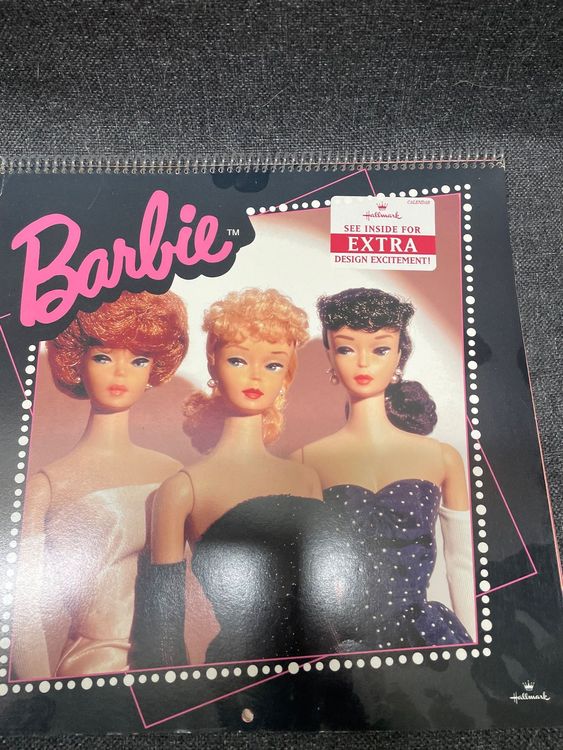 Barbie™
CALENDAR
Hallmark
SEE INSIDE FOR
EXTRA
DESIGN EXCITEMENT!
Hallmark